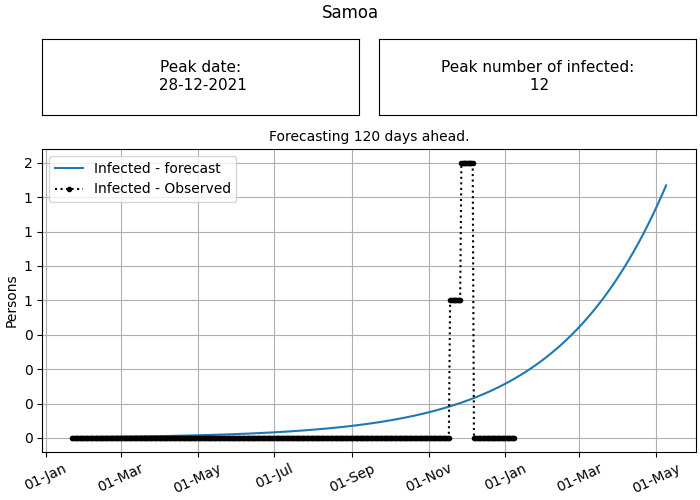 Samoa
Peak date:
28-12-2021
Peak number of infected:
12
Forecasting 120 days ahead.
Infected - forecast
Infected - Observed
Persons
2
1
1
1
1
0
0
0
0
01-Jan
01-Mar
01-May
01-Jul
01-Sep
01-Nov
01-Jan
01-Mar
01-May